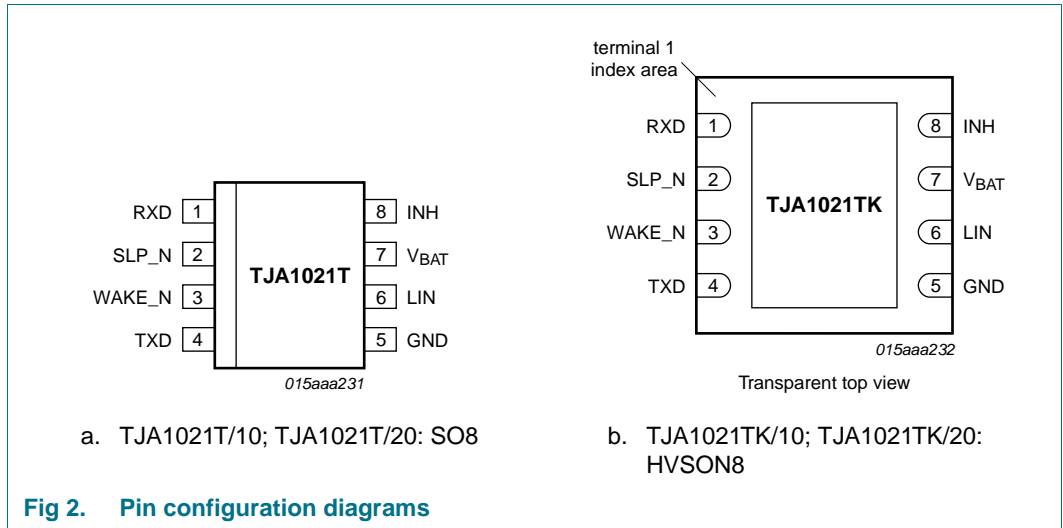 RXD 1
SLP_N 2
WAKE_N 3
TXD 4
TJA1021T
8 INH
7 VBAT
6 LIN
5 GND
015aaa231
a. TJA1021T/10; TJA1021T/20: SO8
terminal 1
index area
RXD 1
SLP_N 2
WAKE_N 3
TXD 4
TJA1021TK
8 INH
7 VBAT
6 LIN
5 GND
015aaa232
Transparent top view
b. TJA1021TK/10; TJA1021TK/20:
HVSON8
Fig 2. Pin configuration diagrams